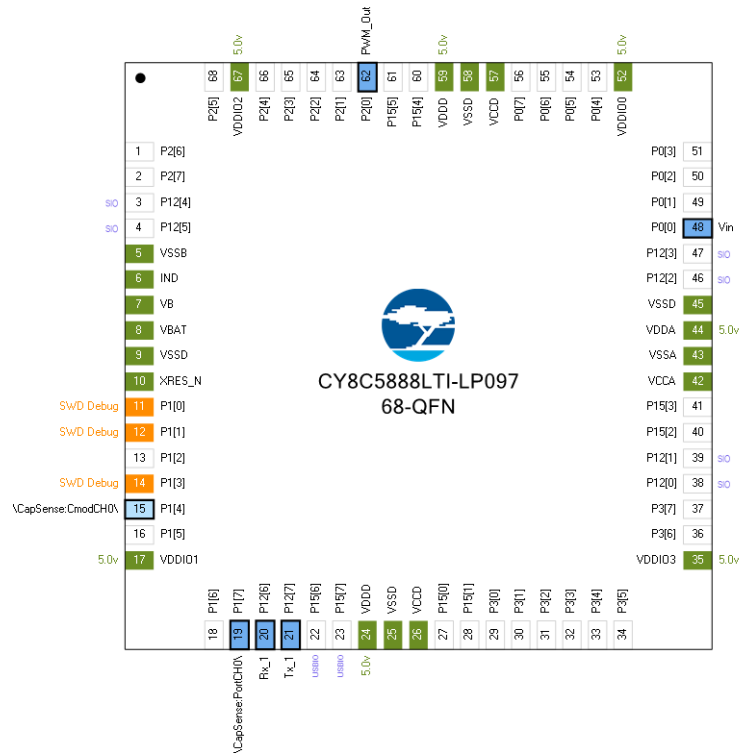 PWM_Out
5.0v
5.0v
5.0v
68 67 66 65 64 63 62 61 60 59 58 57 56 55 54 53 52
P2[5] VDDIO2 P2[4] P2[3] P2[2] P2[1] P2[0] P15[5] P15[4] VDDD VSSD VCCD P0[7] P0[6] P0[5] P0[4] VDDIO0
1 P2[6] P0[3] 51
2 P2[7] P0[2] 50
SIO 3 P12[4] P0[1] 49
SIO 4 P12[5] P0[0] 48 Vin
5 VSSB P12[3] 47 SIO
6 IND P12[2] 46 SIO
7 VB VSSD 45
8 VBAT VDDA 44 5.0v
9 VSSD VSSA 43
10 XRES_N VCCA 42
CY8C5888LTI-LP097
68-QFN
SWD Debug 11 P1[0] P15[3] 41
SWD Debug 12 P1[1] P15[2] 40
13 P1[2] P12[1] 39 SIO
SWD Debug 14 P1[3] P12[0] 38 SIO
\CapSense:CmodCH0\ 15 P1[4] P3[7] 37
16 P1[5] P3[6] 36
5.0v 17 VDDIO1 VDDIO3 35 5.0v
P1[6] P1[7] P12[6] P12[7] P15[6] P15[7] VDDD VSSD VCCD P15[0] P15[1] P3[0] P3[1] P3[2] P3[3] P3[4] P3[5]
18 19 20 21 22 23 24 25 26 27 28 29 30 31 32 33 34
\CapSense:PortCH0\ Rx_1 Tx_1 USBIO USBIO 5.0v